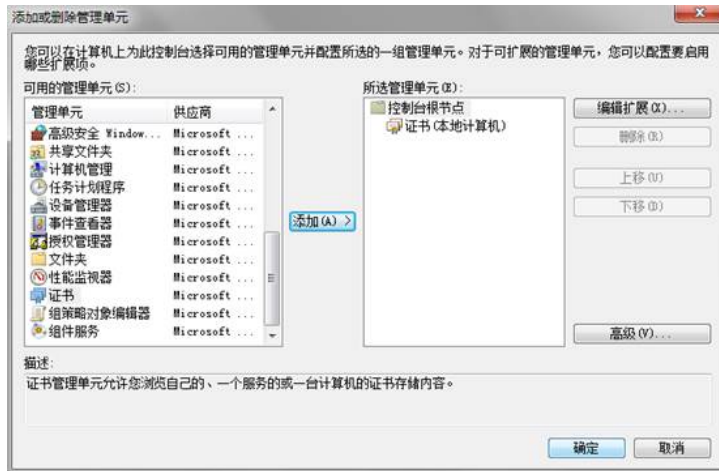 添加或删除管理单元
您可以在计算机上为此控制台选择可用的管理单元并配置所选的一组管理单元。对于可扩展的管理单元，您可以配置要启用
哪些扩展项。
可用的管理单元(S):
所选管理单元(E):
管理单元 供应商
高级安全 Window... Microsoft ...
共享文件夹 Microsoft ...
计算机管理 Microsoft ...
任务计划程序 Microsoft ...
设备管理器 Microsoft ...
事件查看器 Microsoft ...
授权管理器 Microsoft ...
文件夹 Microsoft ...
性能监视器 Microsoft ...
证书 Microsoft ...
组策略对象编辑器 Microsoft ...
组件服务 Microsoft ...
添加(A) >
控制台根节点
证书(本地计算机)
编辑扩展(X)...
删除(R)
上移(U)
下移(D)
高级(V)...
描述:
证书管理单元允许您浏览自己的、一个服务的或一台计算机的证书存储内容。
确定
取消